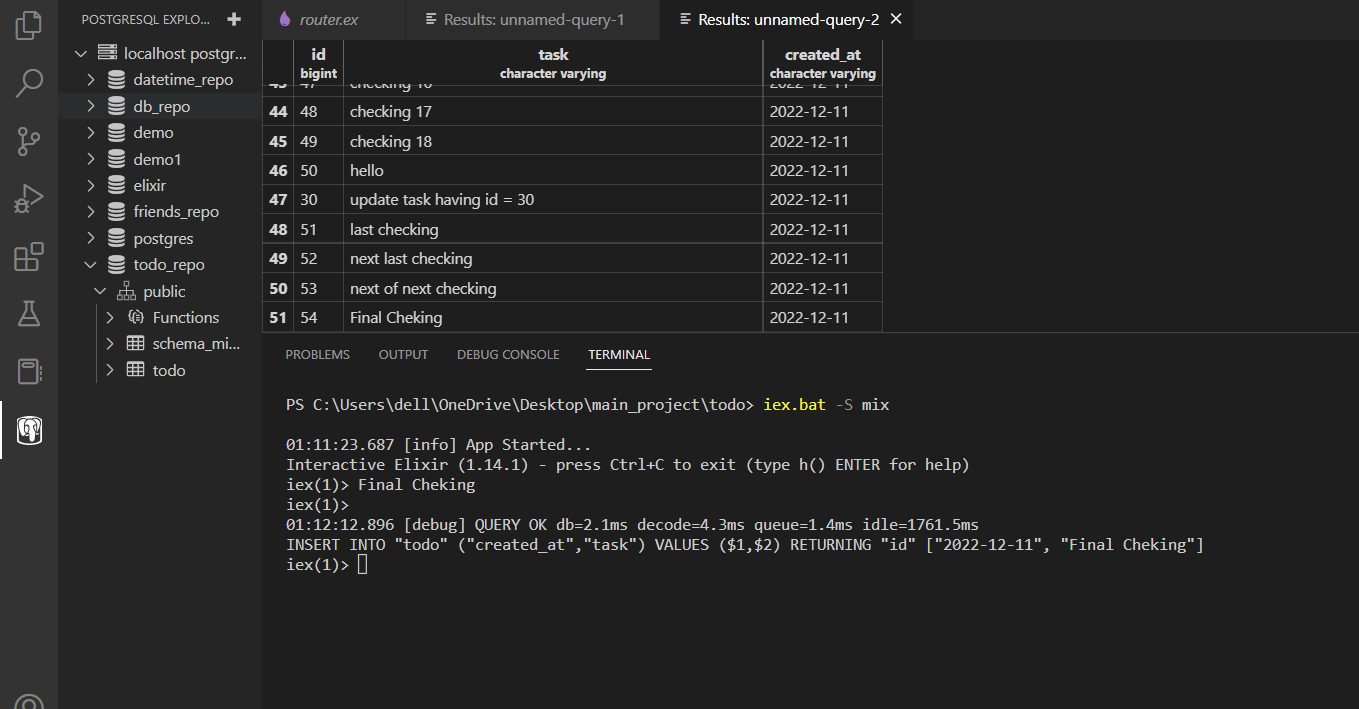 POSTGRESQL EXPLO...
localhost postgr...
datetime_repo
db_repo
demo
demo1
elixir
friends_repo
postgres
todo_repo
public
Functions
schema_mi...
todo
router.ex
Results: unnamed-query-1
Results: unnamed-query-2
id task created_at
bigint character varying character varying
43 47 checking 16 2022-12-11
44 48 checking 17 2022-12-11
45 49 checking 18 2022-12-11
46 50 hello 2022-12-11
47 30 update task having id = 30 2022-12-11
48 51 last checking 2022-12-11
49 52 next last checking 2022-12-11
50 53 next of next checking 2022-12-11
51 54 Final Cheking 2022-12-11
PROBLEMS OUTPUT DEBUG CONSOLE TERMINAL
PS C:\Users\dell\OneDrive\Desktop\main_project\todo> iex.bat -S mix
01:11:23.687 [info] App Started...
Interactive Elixir (1.14.1) - press Ctrl+C to exit (type h() ENTER for help)
iex(1)> Final Cheking
iex(1)>
01:12:12.896 [debug] QUERY OK db=2.1ms decode=4.3ms queue=1.4ms idle=1761.5ms
INSERT INTO "todo" ("created_at","task") VALUES ($1,$2) RETURNING "id" ["2022-12-11", "Final Cheking"]
iex(1)>